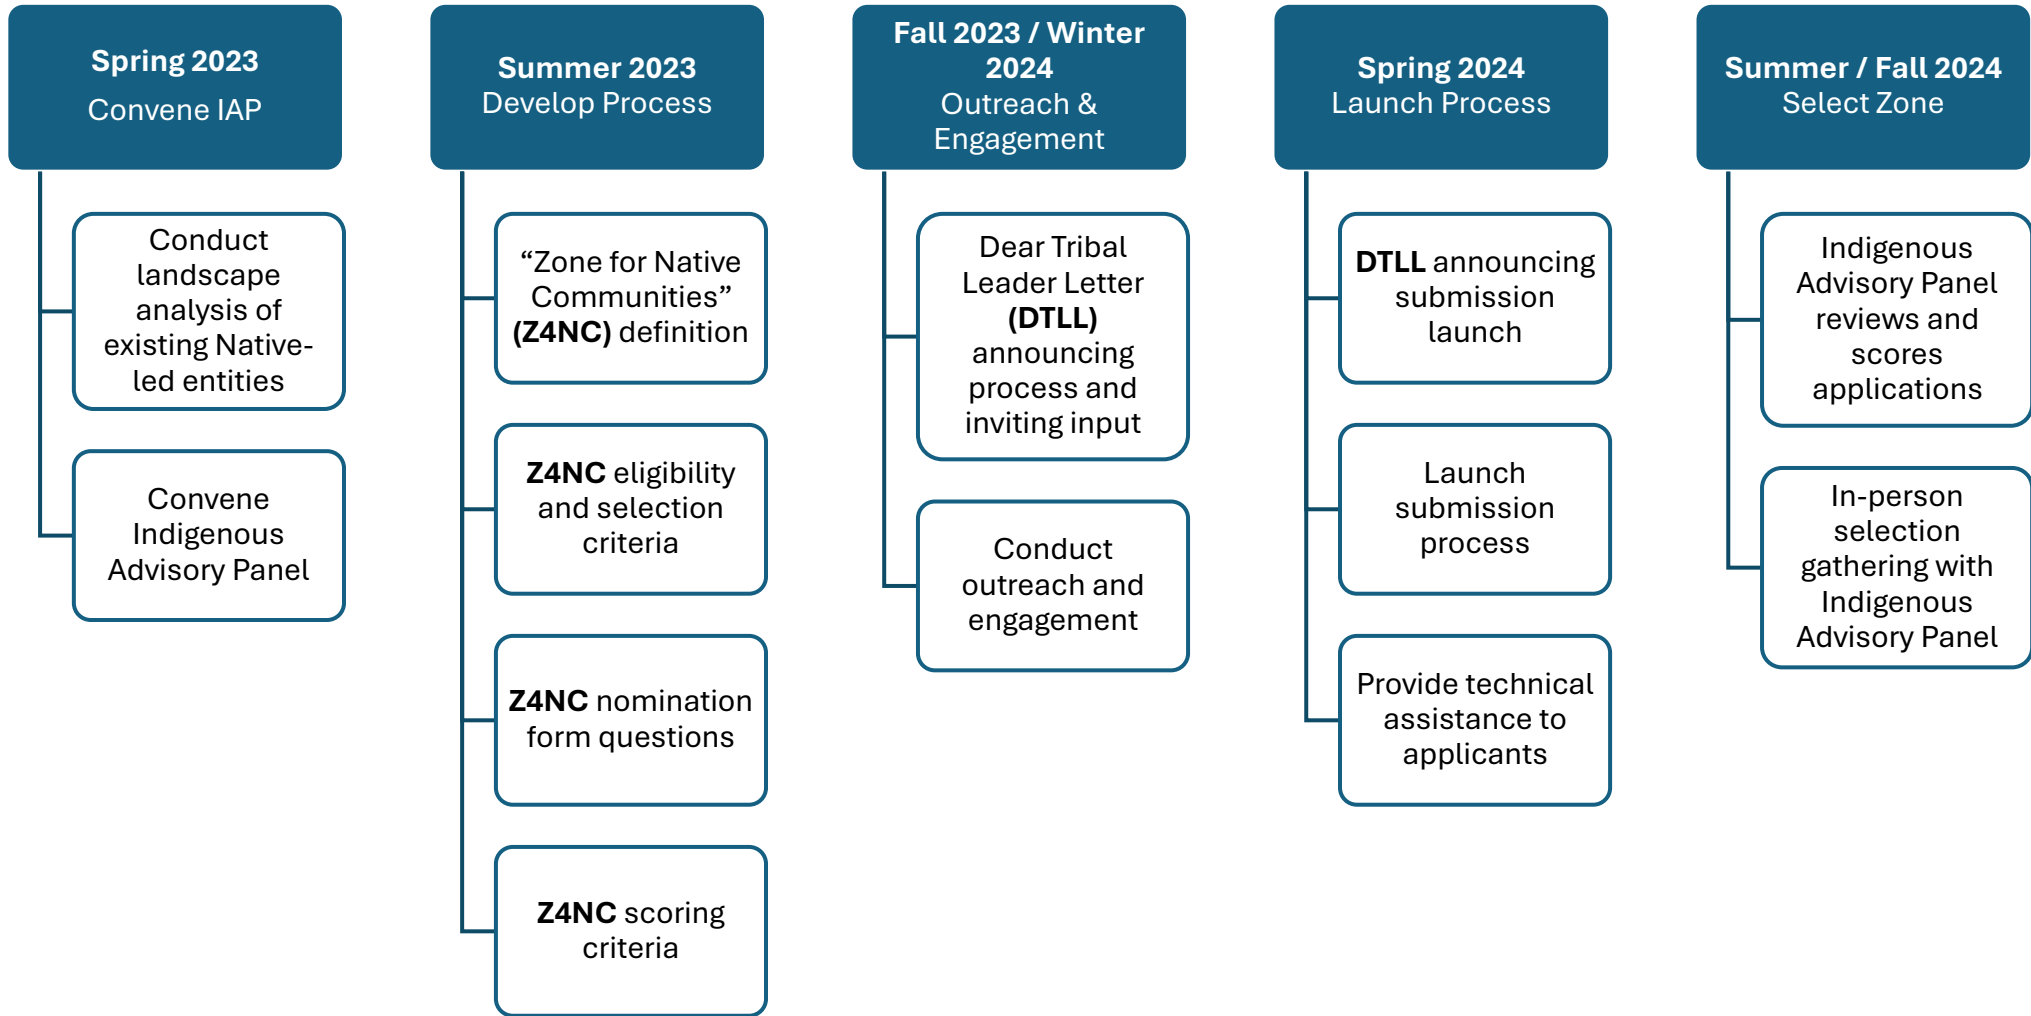 Spring 2023
Convene IAP
Conduct
landscape
analysis of
existing Native-
led entities
Convene
Indigenous
Advisory Panel
Summer 2023
Develop Process
“Zone for Native
Communities”
(Z4NC) definition
Z4NC eligibility
and selection
criteria
Z4NC nomination
form questions
Z4NC scoring
criteria
Fall 2023 / Winter
2024
Outreach &
Engagement
Dear Tribal
Leader Letter
(DTLL)
announcing
process and
inviting input
Conduct
outreach and
engagement
Spring 2024
Launch Process
DTLL announcing
submission
launch
Launch
submission
process
Provide technical
assistance to
applicants
Summer / Fall 2024
Select Zone
Indigenous
Advisory Panel
reviews and
scores
applications
In-person
selection
gathering with
Indigenous
Advisory Panel